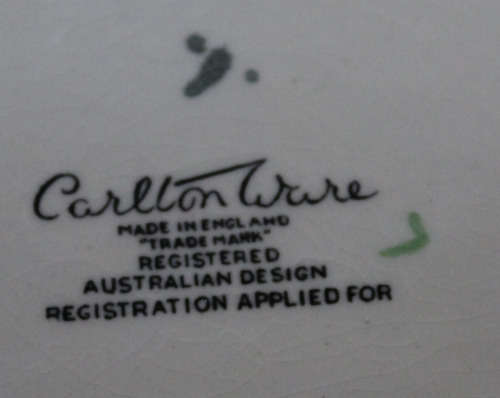 Carlton Ware
MADE IN ENGLAND
"TRADE MARK"
REGISTERED
AUSTRALIAN DESIGN
REGISTRATION APPLIED FOR